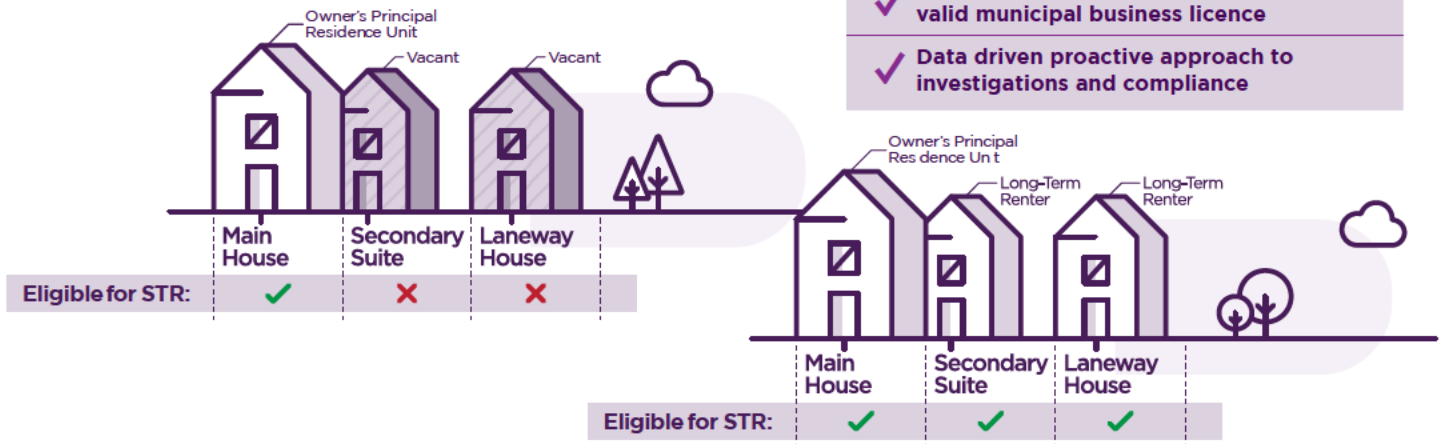 Owner's Principal
Residence Unit
Vacant
Vacant
Main
House
Secondary
Suite
Laneway
House
Eligible for STR:
valid municipal business licence
Data driven proactive approach to
investigations and compliance
Owner's Principal
Res dence Un t
Long-Term
Renter
Long-Term
Renter
Main
House
Secondary
Suite
Laneway
House
Eligible for STR: